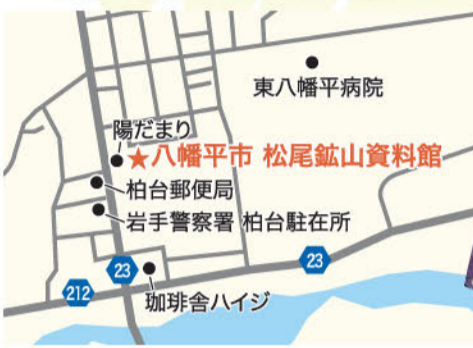 東八幡平病院
陽だまり
★八幡平市 松尾鉱山資料館
柏台郵便局
岩手警察署 柏台駐在所
23
23
212
珈琲舎ハイジ